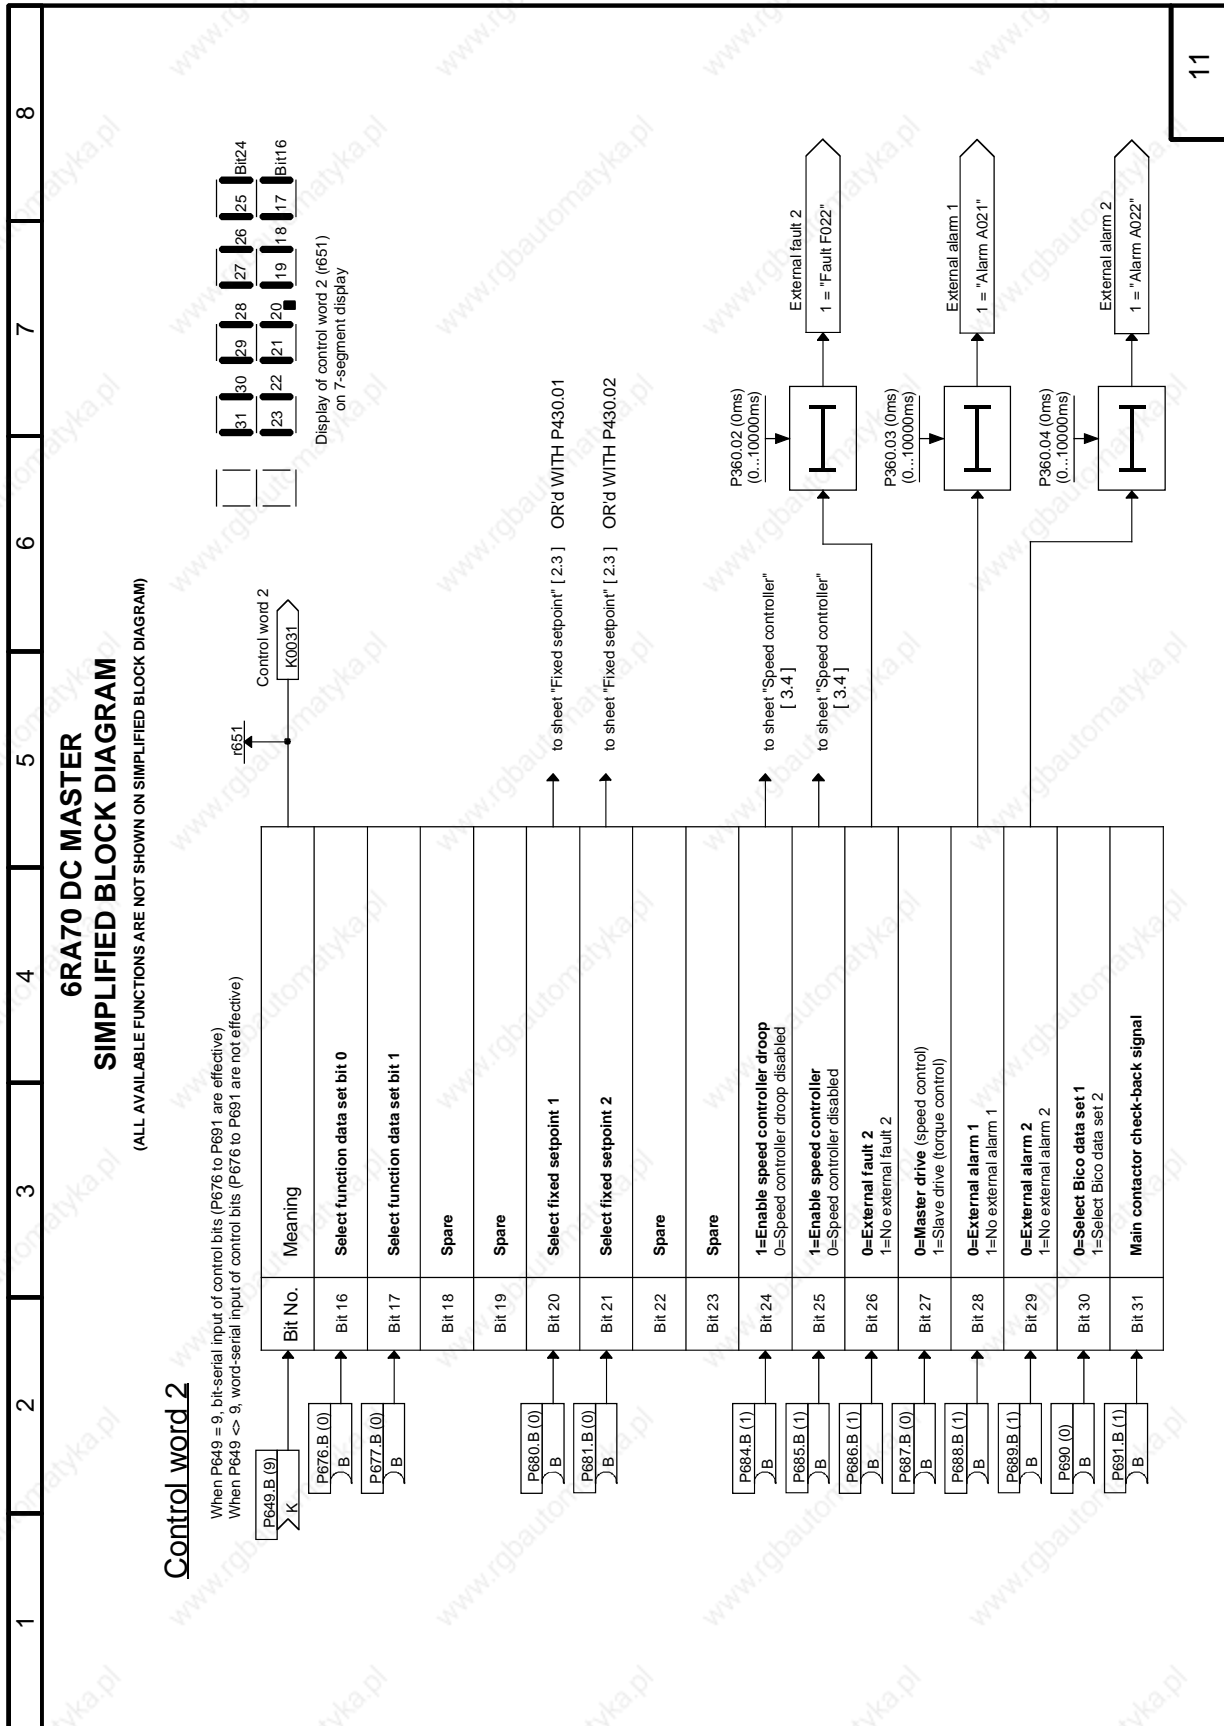 1 2 3 4 5 6 7 8
6RA70 DC MASTER
SIMPLIFIED BLOCK DIAGRAM
(ALL AVAILABLE FUNCTIONS ARE NOT SHOWN ON SIMPLIFIED BLOCK DIAGRAM)
Control word 2
When P649 = 9, bit-serial input of control bits (P676 to P691 are effective)
When P649 <> 9, word-serial input of control bits (P676 to P691 are not effective)
31 30 29 28 27 26 25 Bit24
23 22 21 20 19 18 17 Bit16
Display of control word 2 (r651)
on 7-segment display
r651
Control word 2
K0031
P649.B (9)
K
Bit No. Meaning
P676.B (0)
B
Bit 16 Select function data set bit 0
P677.B (0)
B
Bit 17 Select function data set bit 1
Bit 18 Spare
Bit 19 Spare
P680.B (0)
B
Bit 20 Select fixed setpoint 1
to sheet "Fixed setpoint" [ 2.3 ] OR'd WITH P430.01
P681.B (0)
B
Bit 21 Select fixed setpoint 2
to sheet "Fixed setpoint" [ 2.3 ] OR'd WITH P430.02
Bit 22 Spare
Bit 23 Spare
P684.B (1)
B
Bit 24
1=Enable speed controller droop
0=Speed controller droop disabled
to sheet "Speed controller"
[ 3.4 ]
P685.B (1)
B
Bit 25
1=Enable speed controller
0=Speed controller disabled
to sheet "Speed controller"
[ 3.4 ]
P686.B (1)
B
Bit 26
0=External fault 2
1=No external fault 2
P360.02 (0ms)
(0...10000ms)
External fault 2
1 = "Fault F022"
P687.B (0)
B
Bit 27
0=Master drive (speed control)
1=Slave drive (torque control)
P688.B (1)
B
Bit 28
0=External alarm 1
1=No external alarm 1
P360.03 (0ms)
(0...10000ms)
External alarm 1
1 = "Alarm A021"
P689.B (1)
B
Bit 29
0=External alarm 2
1=No external alarm 2
P360.04 (0ms)
(0...10000ms)
External alarm 2
1 = "Alarm A022"
P690 (0)
B
Bit 30
0=Select Bico data set 1
1=Select Bico data set 2
P691.B (1)
B
Bit 31 Main contactor check-back signal
11
www.rgbautomatyka.pl